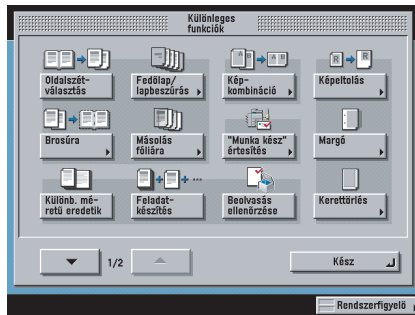 Különleges
funkciók
Oldalszét-
választás
Fedőlap/
lapbeszúrás
Kép-
kombináció
Képeltolás
Brosúra
Másolás
fóliára
"Munka kész"
értesítés
Margó
Különb. mé-
retű eredetik
Feladat-
készítés
Beolvasás
ellenőrzése
Kerettörlés
1/2
Kész
Rendszerfigyelő